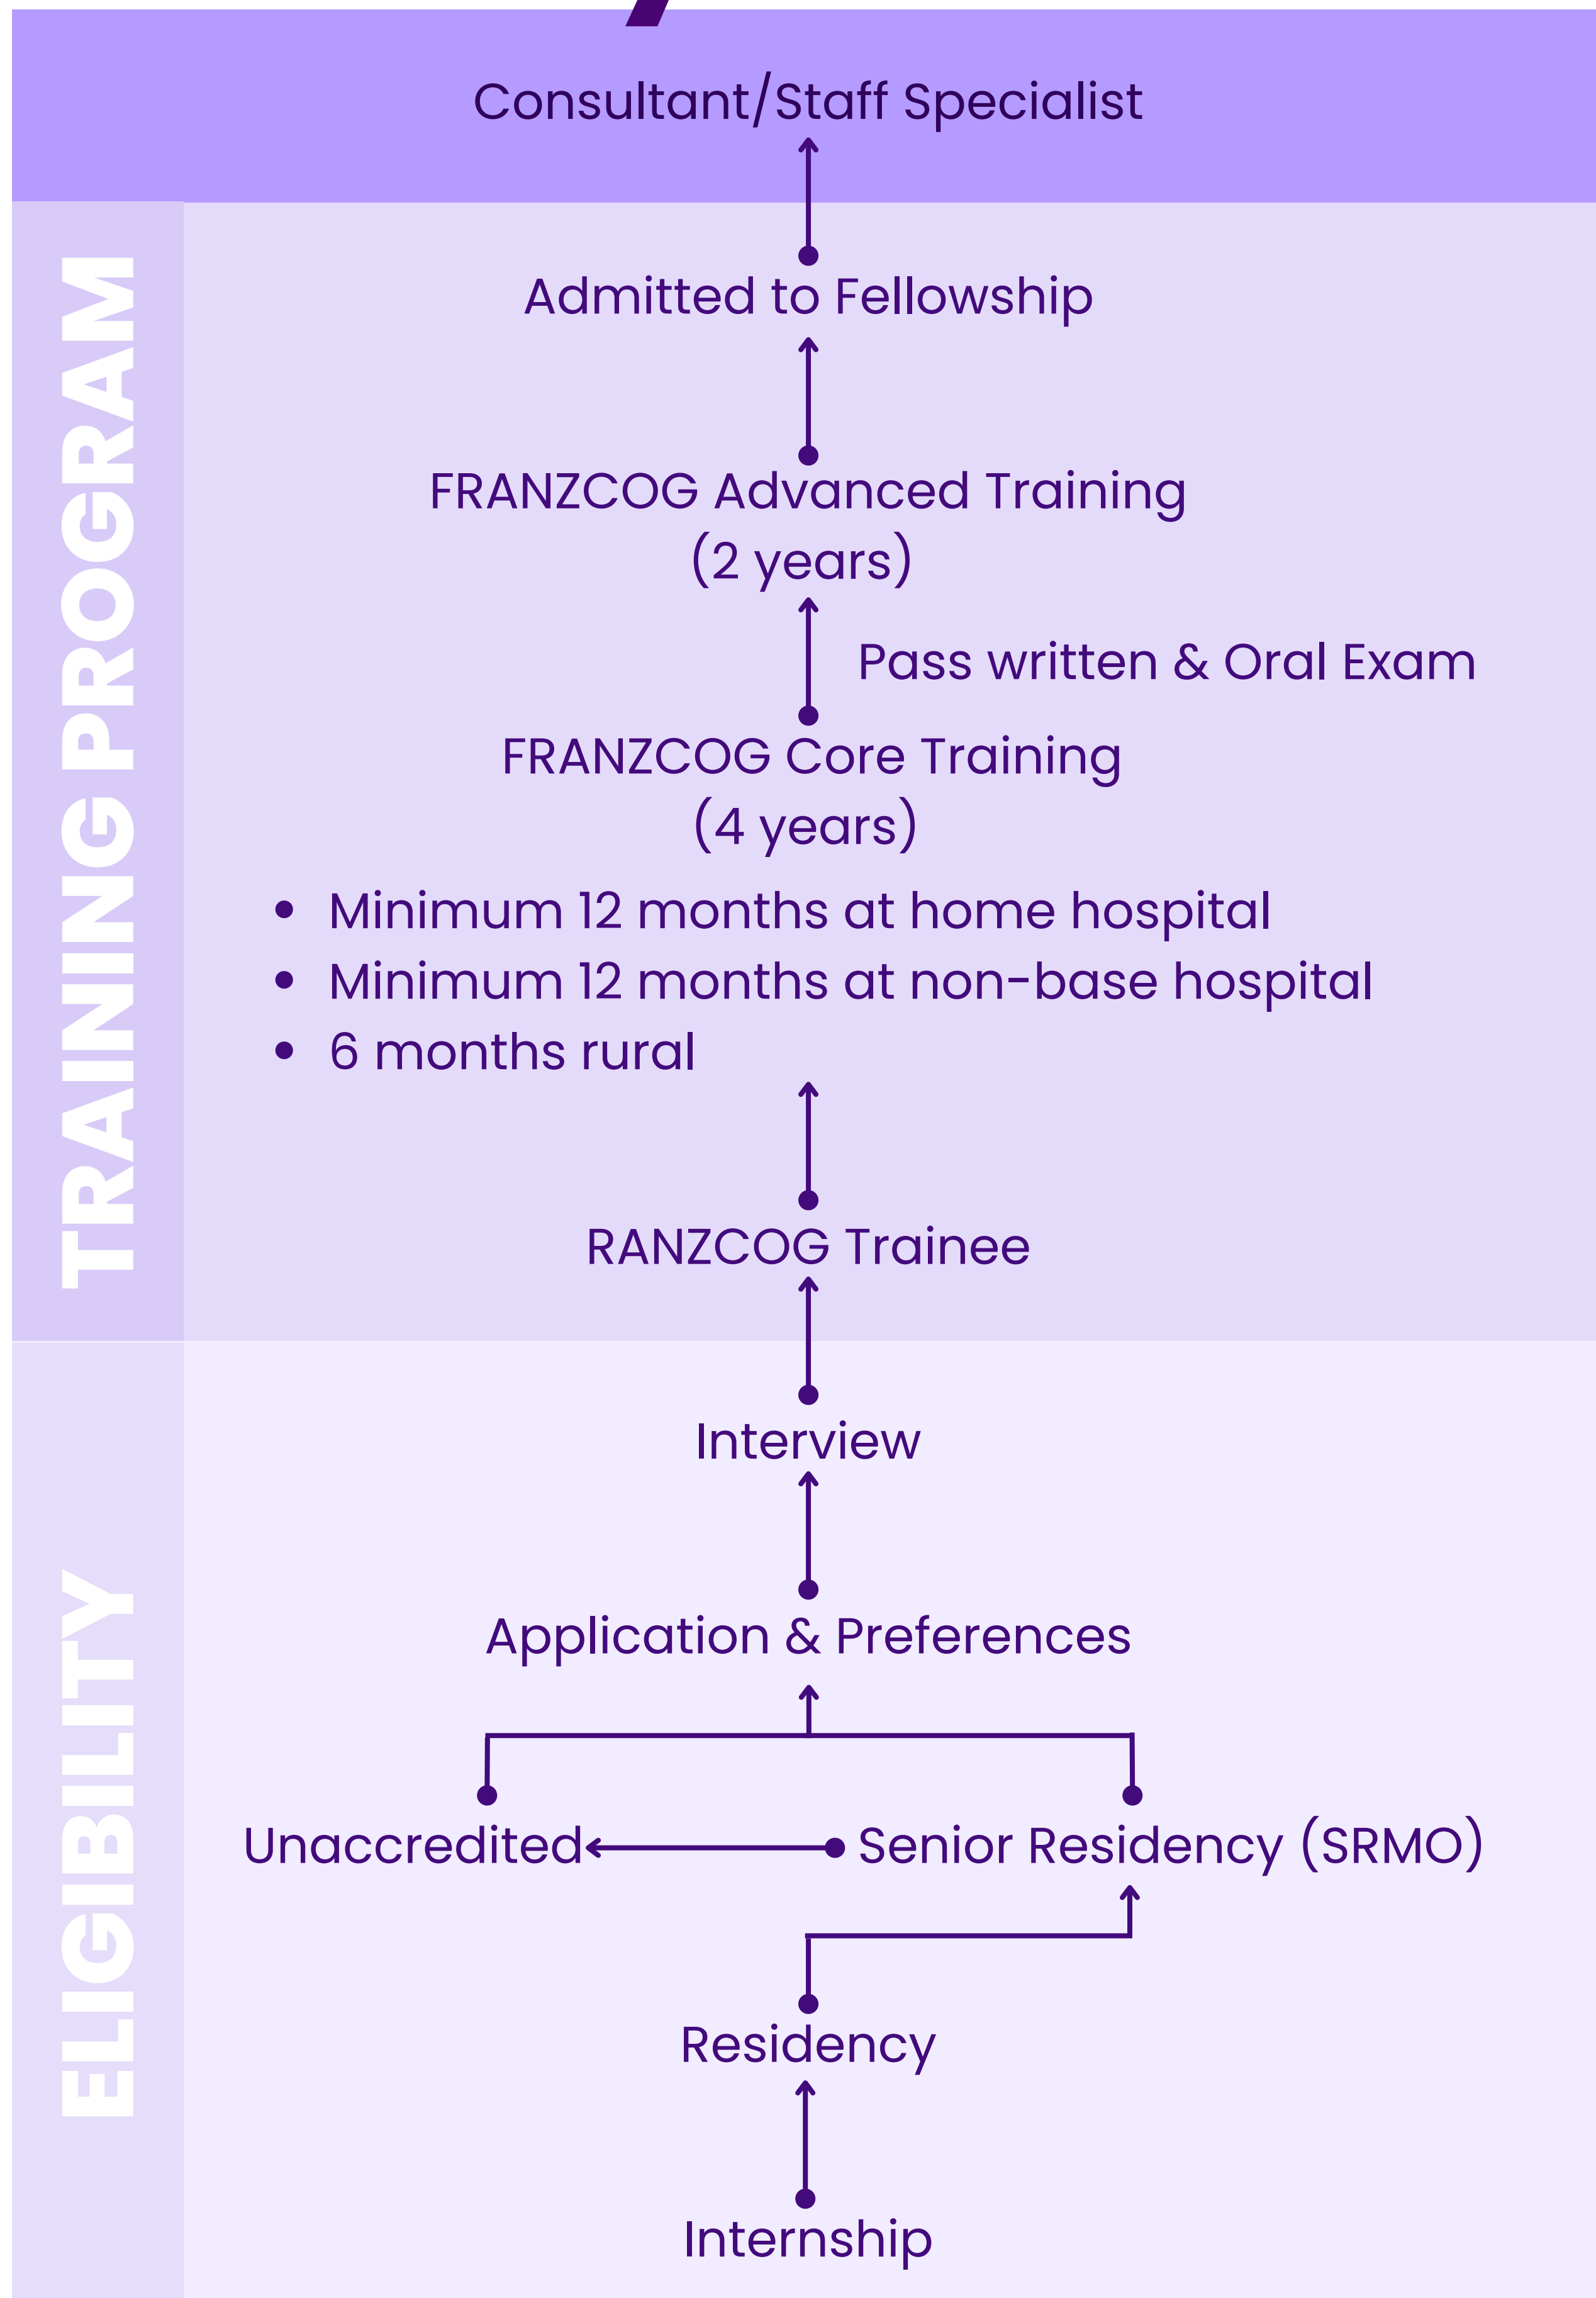 Consultant/Staff Specialist
TRAINING PROGRAM
Admitted to Fellowship
FRANZCOG Advanced Training
(2 years)
Pass written & Oral Exam
FRANZCOG Core Training
(4 years)
• Minimum 12 months at home hospital
• Minimum 12 months at non-base hospital
• 6 months rural
RANZCOG Trainee
ELIGIBILITY
Interview
Application & Preferences
Unaccredited
Senior Residency (SRMO)
Residency
Internship